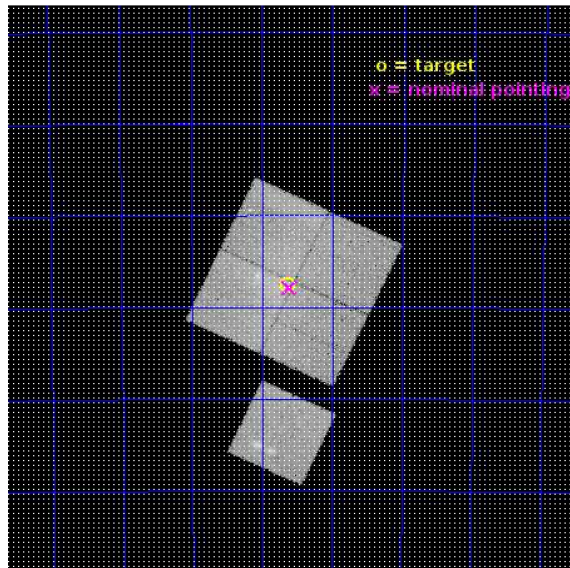 o = target
x = nominal pointing